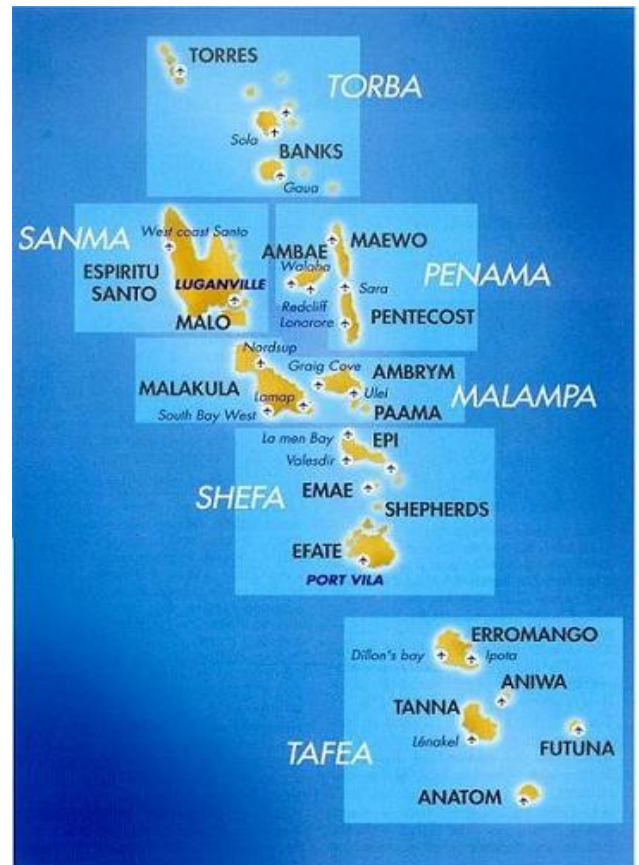 TORRES
TORBA
Sola
BANKS
Gaua
SANMA
West coast Santo
ESPIRITU
SANTO
LUGANVILLE
MALO
AMBAE
MAEWO
Walaha
PENAMA
Sara
Redcliff
Lonorore
PENTECOST
Nordsup
Graig Cove
AMBRYM
MALAKULA
Lamap
Ulei
MALAMPA
South Bay West
PAAMA
La men Bay
EPI
Valesdir
SHEFA
EMAE
SHEPHERDS
EFATE
PORT VILA
ERROMANGO
Dillon's bay
Ipota
ANIWA
TANNA
Lénakel
FUTUNA
TAFEA
ANATOM